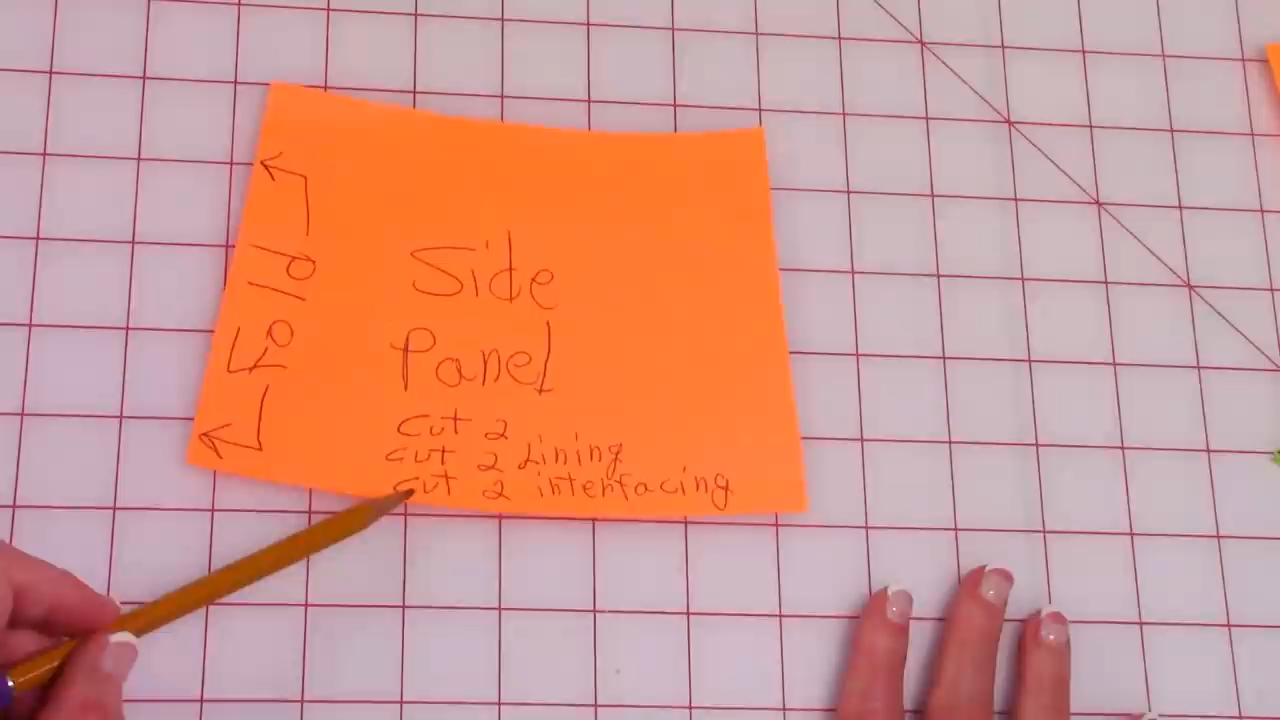 Fold
Side
Panel
Cut 2
Cut 2 Lining
Cut 2 interfacing